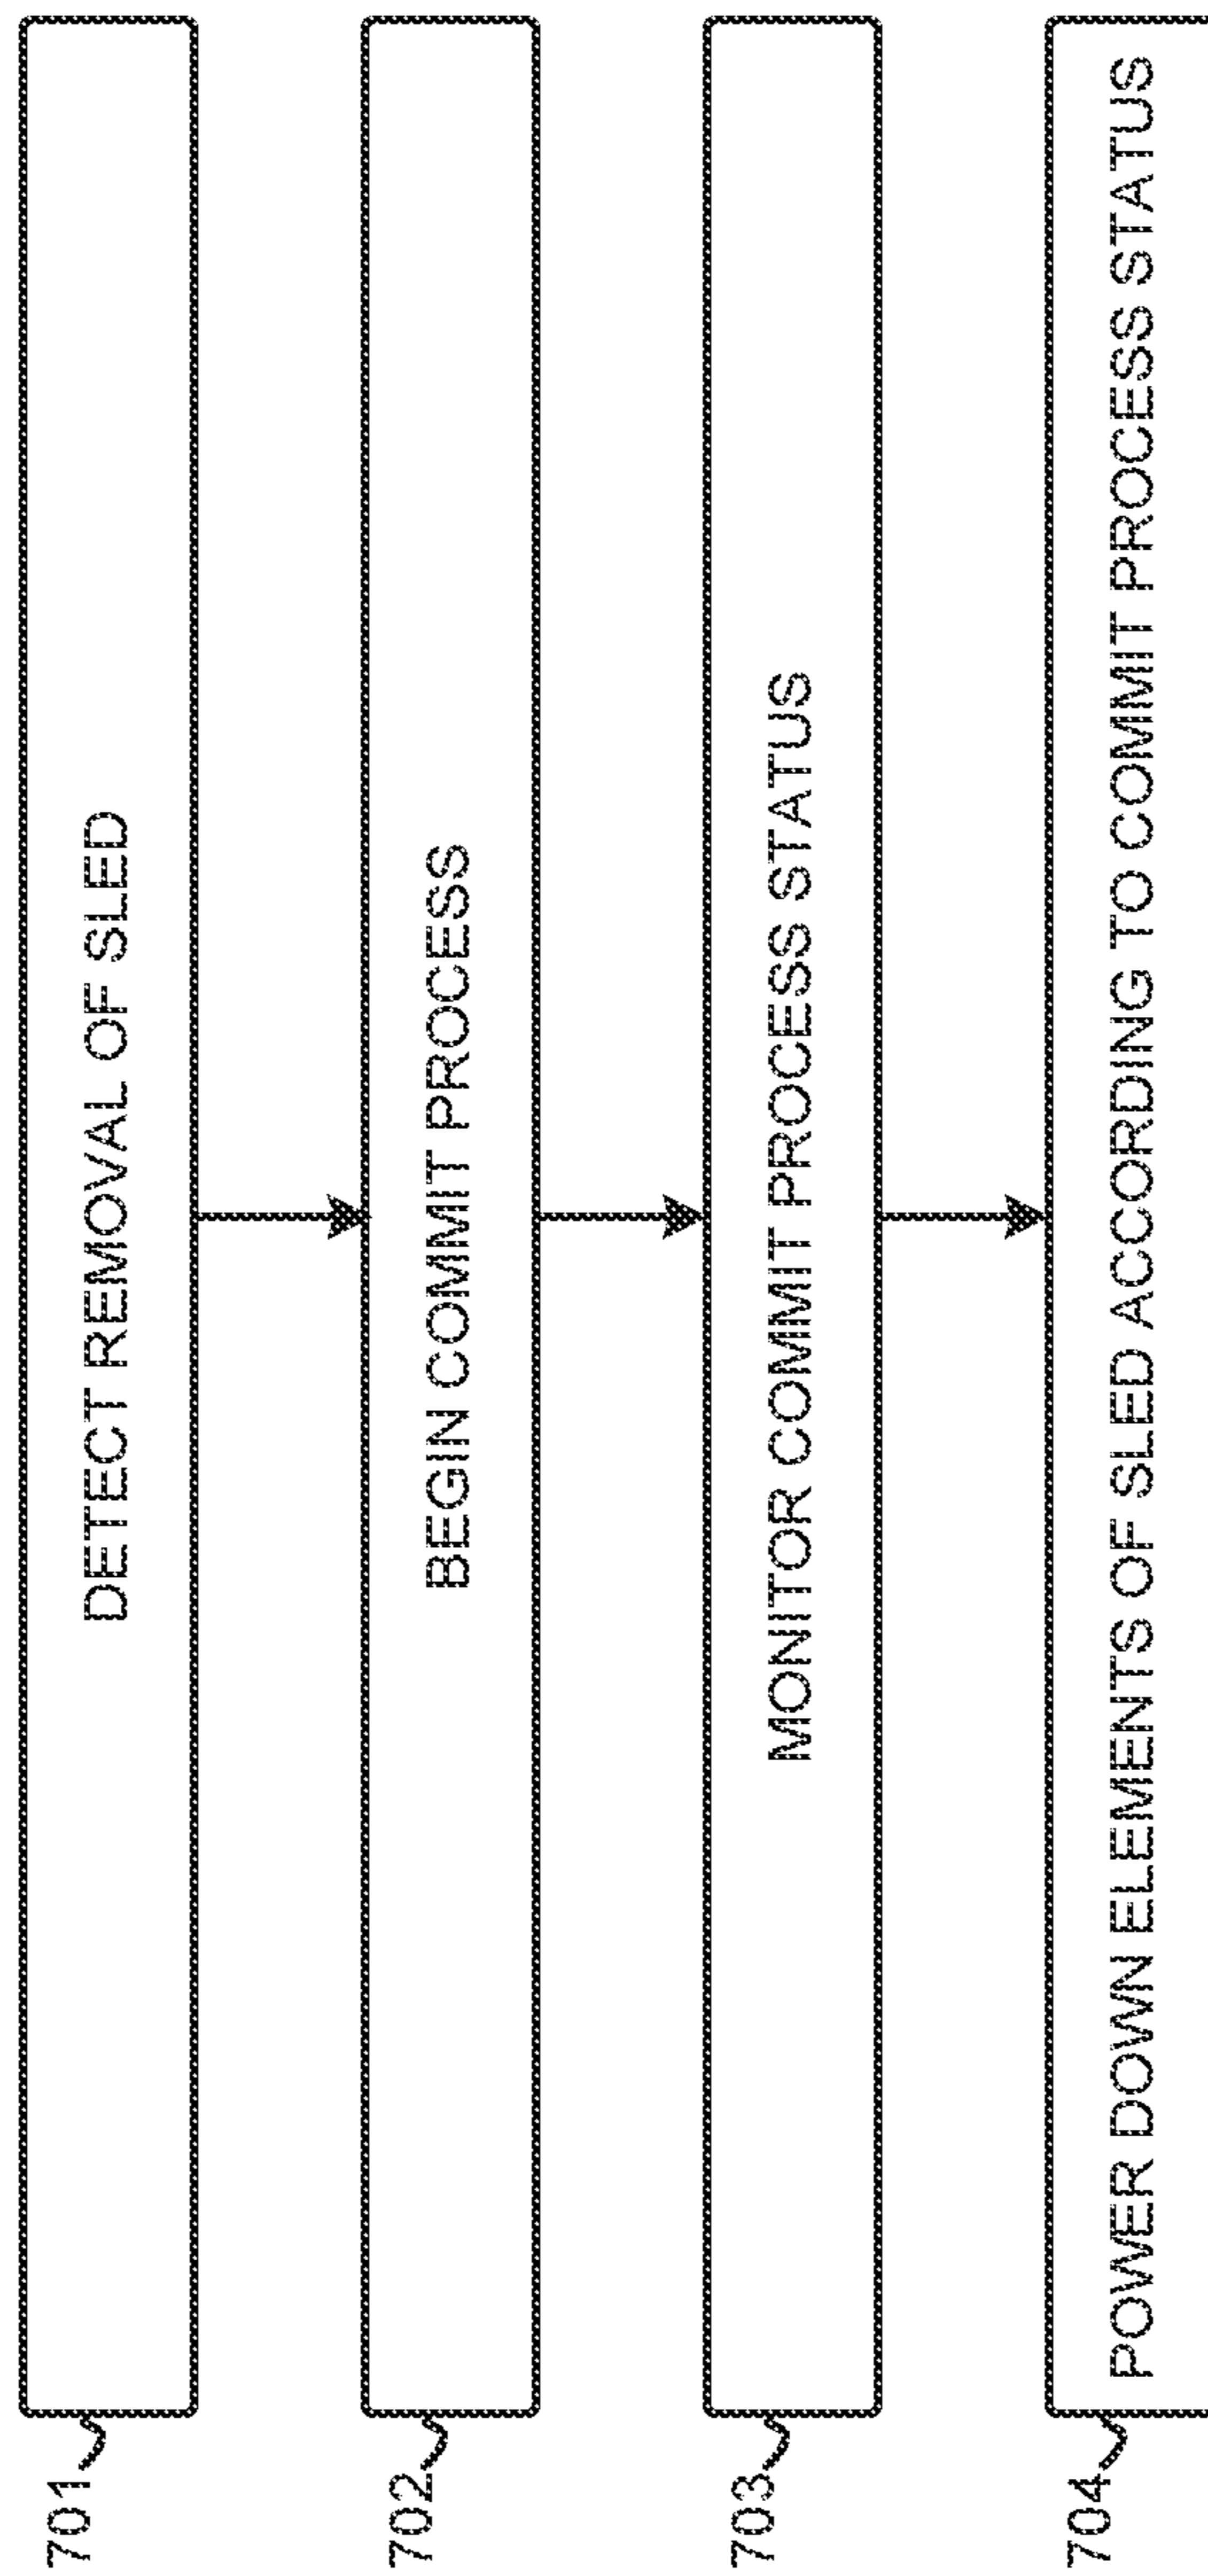 701
DETECT REMOVAL OF SLED
702
BEGIN COMMIT PROCESS
703
MONITOR COMMIT PROCESS STATUS
704
POWER DOWN ELEMENTS OF SLED ACCORDING TO COMMIT PROCESS STATUS